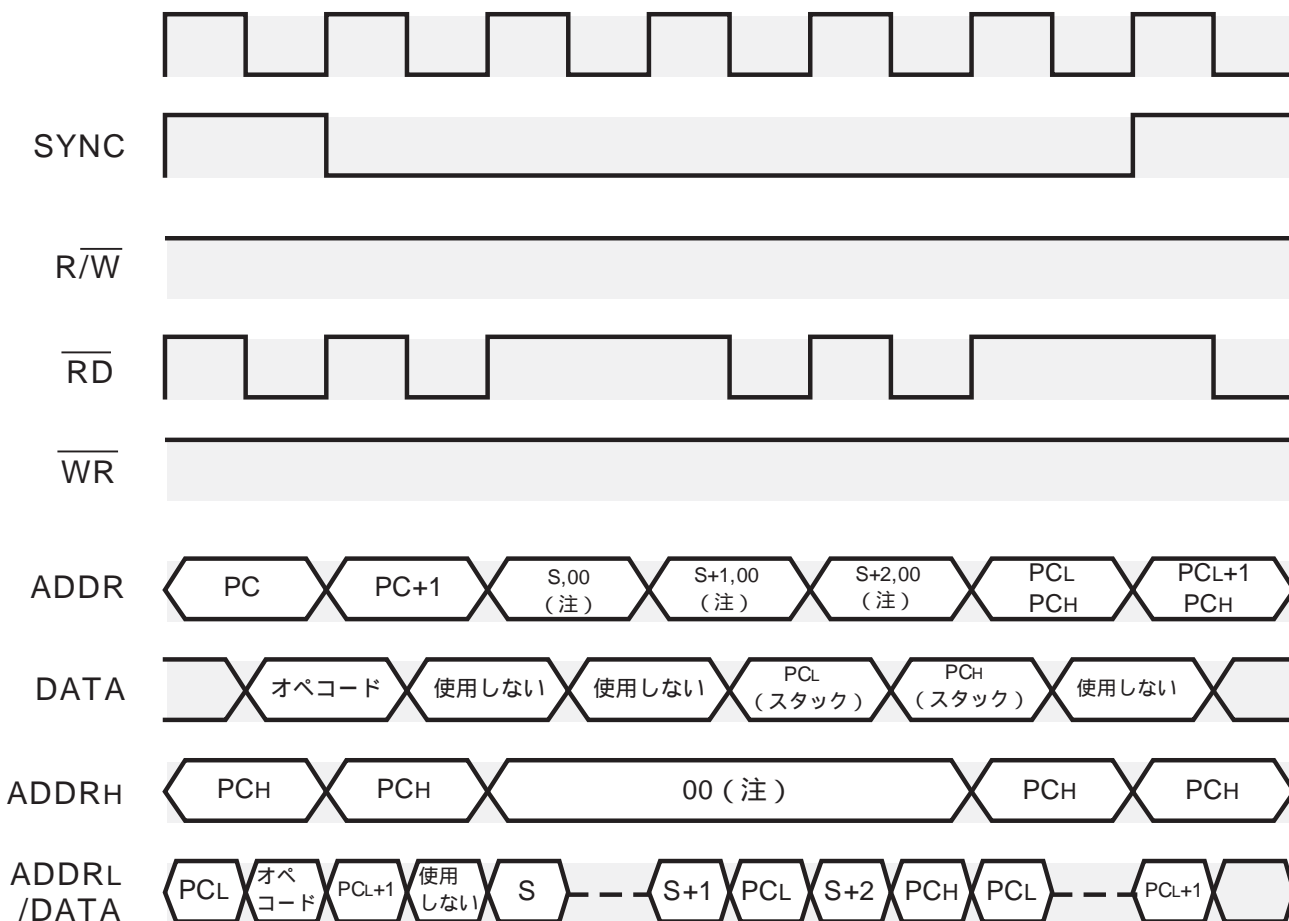 SYNC
R/W
RD
WR
ADDR PC PC+1 S,00 （注） S+1,00 （注） S+2,00 （注） PCL PCH PCL+1 PCH
DATA オペコード 使用しない 使用しない PCL （スタック） PCH （スタック） 使用しない
ADDRH PCH PCH 00（注） PCH PCH
ADDRL /DATA PCL オペ コード PCL+1 使用 しない S S+1 PCL S+2 PCH PCL PCL+1